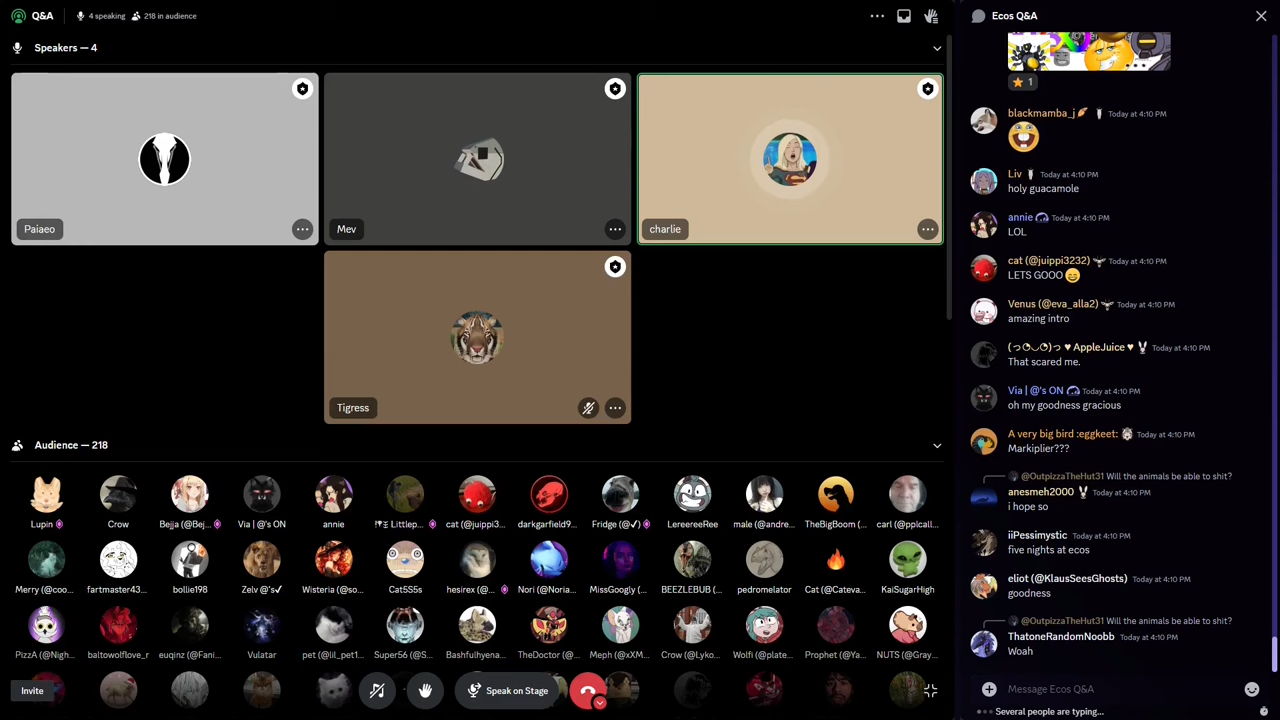 Q&A
4 speaking
218 in audience
Speakers — 4
Paiaeo
Mev
charlie
Tigress
Audience — 218
Lupin
Crow
Bejja (@Bej...
Via | @'s ON
annie
Littlep...
cat (@juippi3...
darkgarfield9...
Fridge (@✓)
LereereeRee
male (@andre...
TheBigBoom (...
carl (@pplcall...
Merry (@coo...
fartmaster43...
bollie198
Zelv @'s✓
Wisteria (@so...
Cat5S5s
hesirex (@...
Nori (@Doria...
MissGoogly (...
BEEZLEBUB (...
pedromelator
Cat (@Cateva...
KaiSugarHigh
PizzA (@Nigh...
baltowolflove_r
euqinz (@Fani...
Vulatar
pet (@lil_pet1...
Super56 (@S...
Bashfulhyena...
TheDoctor (@...
Meph (@xXM...
Crow (@Lyko...
Wolfi (@plate...
Prophet (@Ya...
NUTS (@Gray...
Invite
Speak on Stage
Ecos Q&A
1
blackmamba_j Today at 4:10 PM
Liv Today at 4:10 PM
holy guacamole
annie Today at 4:10 PM
LOL
cat (@juippi3232) Today at 4:10 PM
LETS GOOO
Venus (@eva_alla2) Today at 4:10 PM
amazing intro
(っ◔◡◔)っ ♥ AppleJuice ♥ Today at 4:10 PM
That scared me.
Via | @'s ON Today at 4:10 PM
oh my goodness gracious
A very big bird :eggkeet: Today at 4:10 PM
Markiplier???
@OutpizzaTheHut31 Will the animals be able to shit?
anesmeh2000 Today at 4:10 PM
i hope so
iiPessimystic Today at 4:10 PM
five nights at ecos
eliot (@KlausSeesGhosts) Today at 4:10 PM
goodness
@OutpizzaTheHut31 Will the animals be able to shit?
ThatoneRandomNoobb Today at 4:10 PM
Woah
Message Ecos Q&A
Several people are typing...